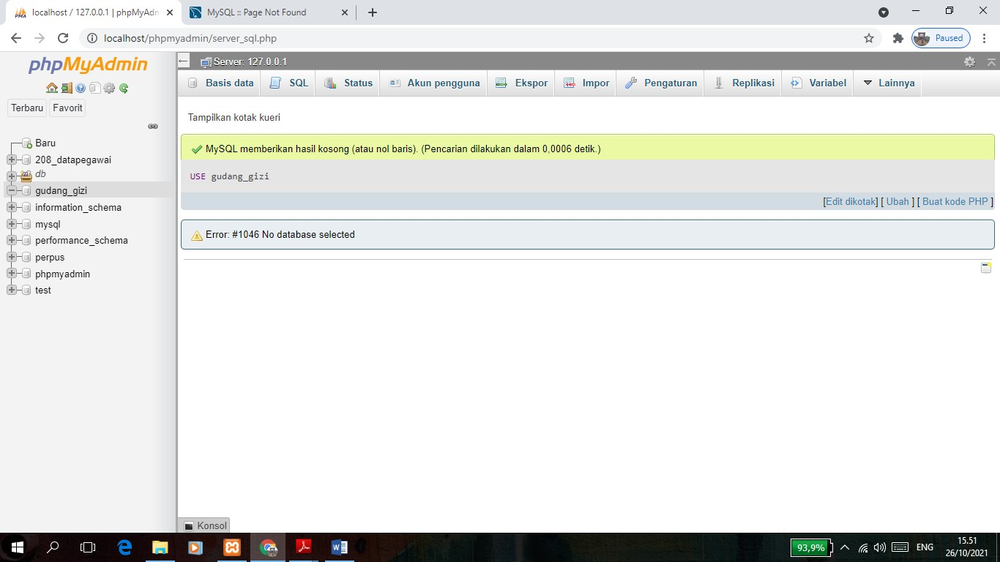 localhost / 127.0.0.1 | phpMyAdm
MySQL :: Page Not Found
localhost/phpmyadmin/server_sql.php
Paused
phpMyAdmin
Terbaru Favorit
Baru
208_datapegawai
db
gudang_gizi
information_schema
mysql
performance_schema
perpus
phpmyadmin
test
Server: 127.0.0.1
Basis data SQL Status Akun pengguna Ekspor Impor Pengaturan Replikasi Variabel Lainnya
Tampilkan kotak kueri
MySQL memberikan hasil kosong (atau nol baris). (Pencarian dilakukan dalam 0,0006 detik.)
USE gudang_gizi
[Edit dikotak] [ Ubah ] [ Buat kode PHP ]
Error: #1046 No database selected
Konsol
93,9%
ENG
15.51
26/10/2021